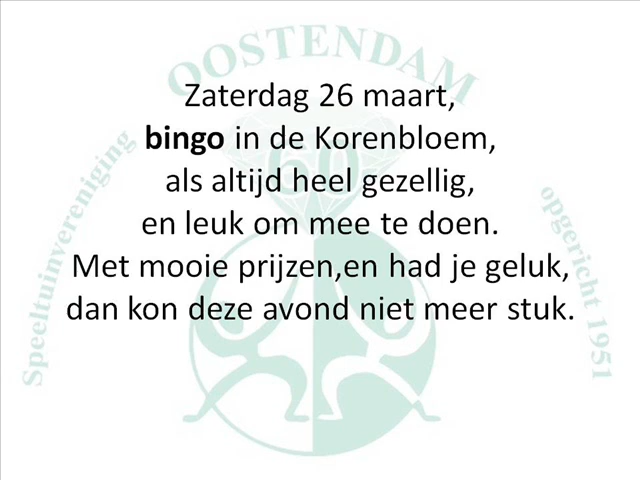 OOSTENDAM
Zaterdag 26 maart,
bingo in de Korenbloem,
als altijd heel gezellig,
en leuk om mee te doen.
Met mooie prijzen,en had je geluk,
dan kon deze avond niet meer stuk.
Speeltuinvereniging
opgericht 1951
60